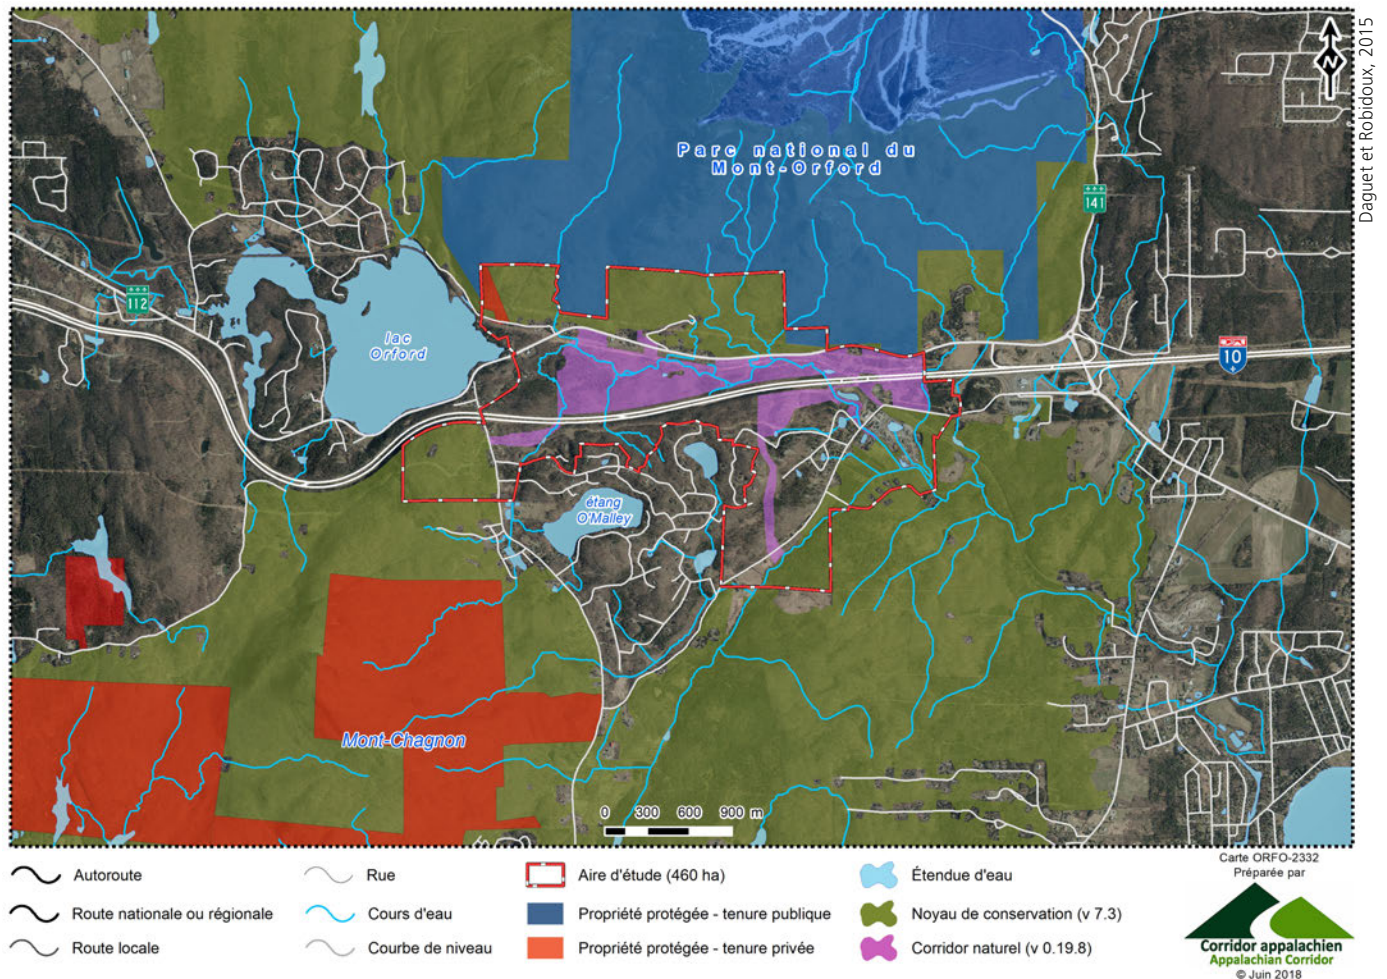 Daguet et Robidoux, 2015
N
Parc national du
Mont-Orford
141
112
10
lac
Orford
étang
O'Malley
Mont-Chagnon
0 300 600 900 m
Autoroute
Route nationale ou régionale
Route locale
Rue
Cours d'eau
Courbe de niveau
Aire d'étude (460 ha)
Propriété protégée - tenure publique
Propriété protégée - tenure privée
Étendue d'eau
Noyau de conservation (v 7.3)
Corridor naturel (v 0.19.8)
Carte ORFO-2332
Préparée par
Corridor appalachien
Appalachian Corridor
© Juin 2018